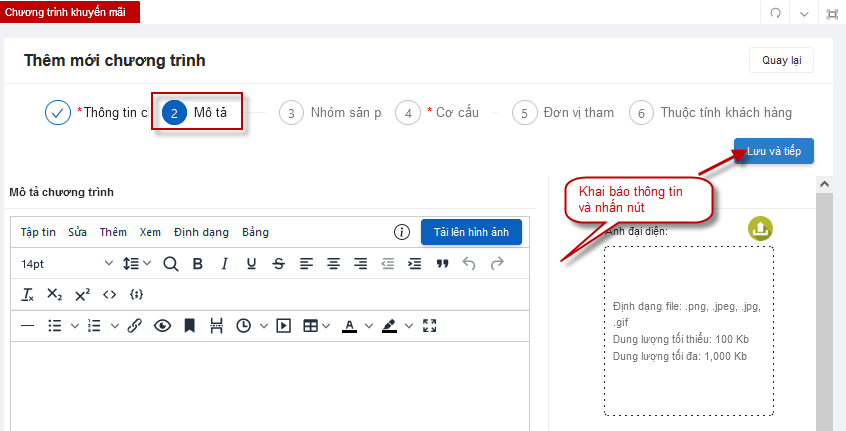 Chương trình khuyến mãi
Thêm mới chương trình
Quay lại
*Thông tin c
2 Mô tả
3 Nhóm sản p
4 * Cơ cấu
5 Đơn vị tham
6 Thuộc tính khách hàng
Lưu và tiếp
Mô tả chương trình
Khai báo thông tin
và nhấn nút
Ảnh đại diện:
Tập tin Sửa Thêm Xem Định dạng Bảng
Tải lên hình ảnh
14pt
B I U S
Định dạng file: .png, .jpeg, .jpg,
.gif
Dung lượng tối thiểu: 100 Kb
Dung lượng tối đa: 1,000 Kb